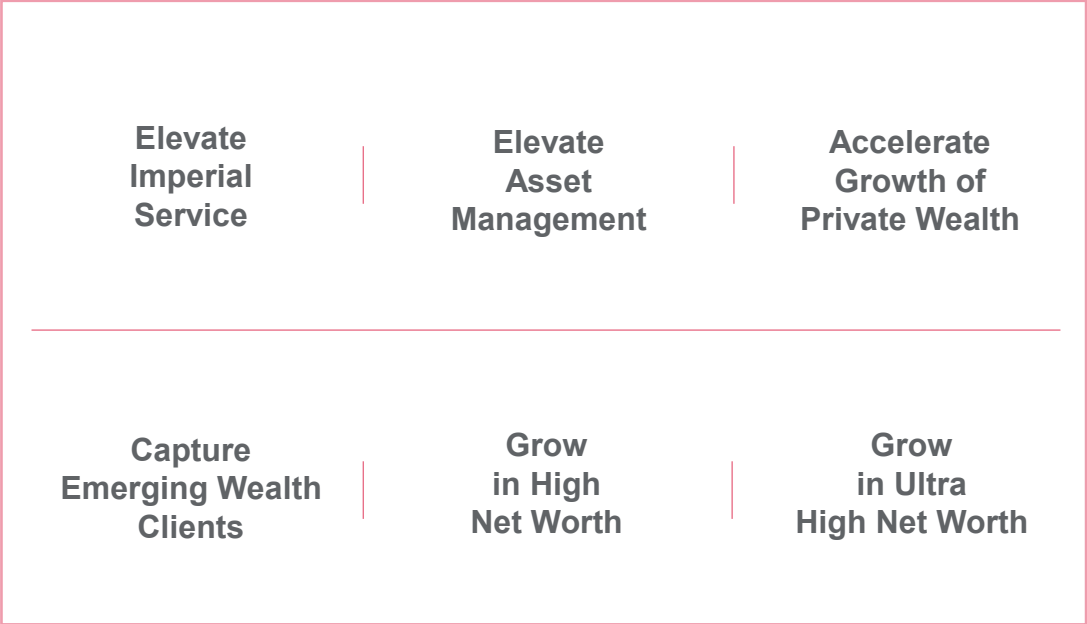 Elevate
Imperial
Service
Elevate
Asset
Management
Accelerate
Growth of
Private Wealth
Capture
Emerging Wealth
Clients
Grow
in High
Net Worth
Grow
in Ultra
High Net Worth